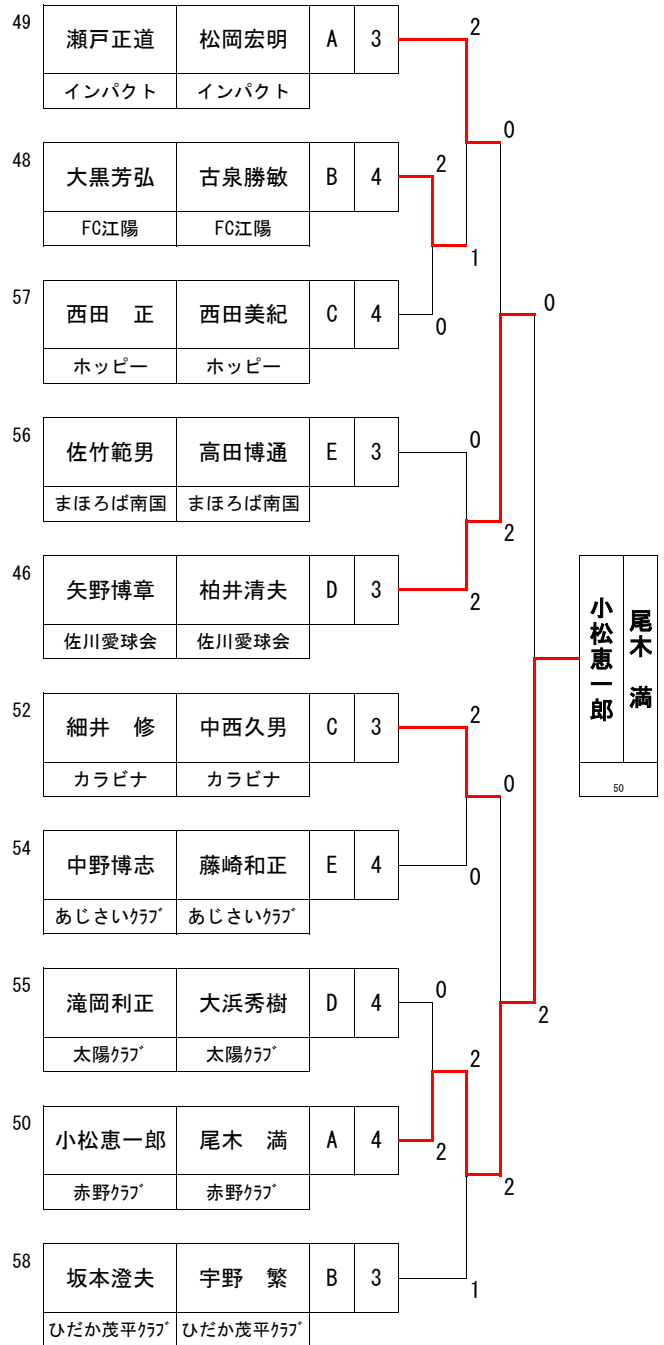 49 瀬戸正道 松岡宏明 A 3 2
インパクト インパクト
0
48 大黒芳弘 古泉勝敏 B 4 2
FC江陽 FC江陽
1
57 西田 正 西田美紀 C 4 0
0
ホッピー ホッピー
56 佐竹範男 高田博通 E 3 0
まほろば南国 まほろば南国
2
46 矢野博章 柏井清夫 D 3 2
佐川愛球会 佐川愛球会
小松恵一郎 尾木 満
50
52 細井 修 中西久男 C 3 2
カラビナ カラビナ
0
54 中野博志 藤崎和正 E 4 0
あじさいｸﾗﾌﾞ あじさいｸﾗﾌﾞ
55 滝岡利正 大浜秀樹 D 4 0
太陽ｸﾗﾌﾞ 太陽ｸﾗﾌﾞ
2
2
50 小松恵一郎 尾木 満 A 4 2
赤野ｸﾗﾌﾞ 赤野ｸﾗﾌﾞ
2
58 坂本澄夫 宇野 繁 B 3 1
ひだか茂平ｸﾗﾌﾞ ひだか茂平ｸﾗﾌﾞ